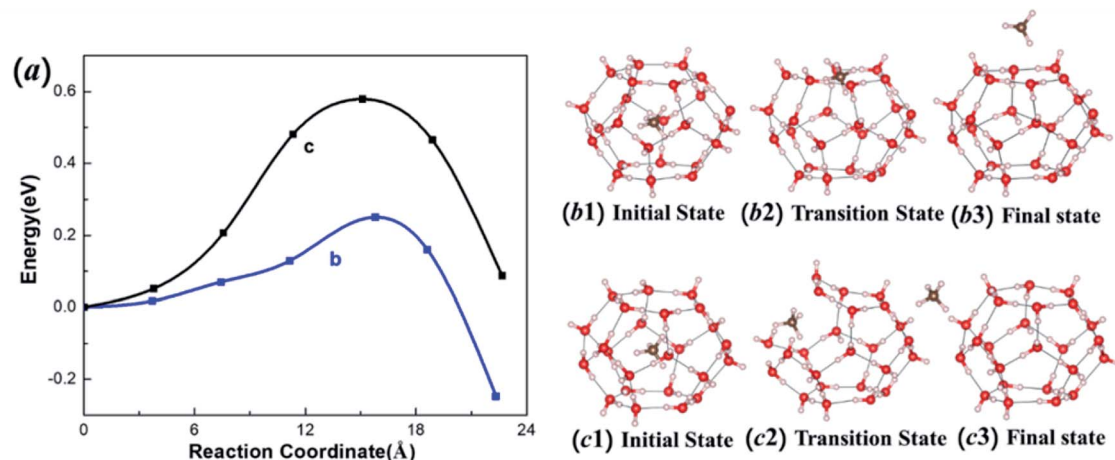 (a)
0.6
0.4
0.2
0.0
-0.2
Energy(eV)
c
b
0 6 12 18 24
Reaction Coordinate(Å)
(b1) Initial State (b2) Transition State (b3) Final state
(c1) Initial State (c2) Transition State (c3) Final state